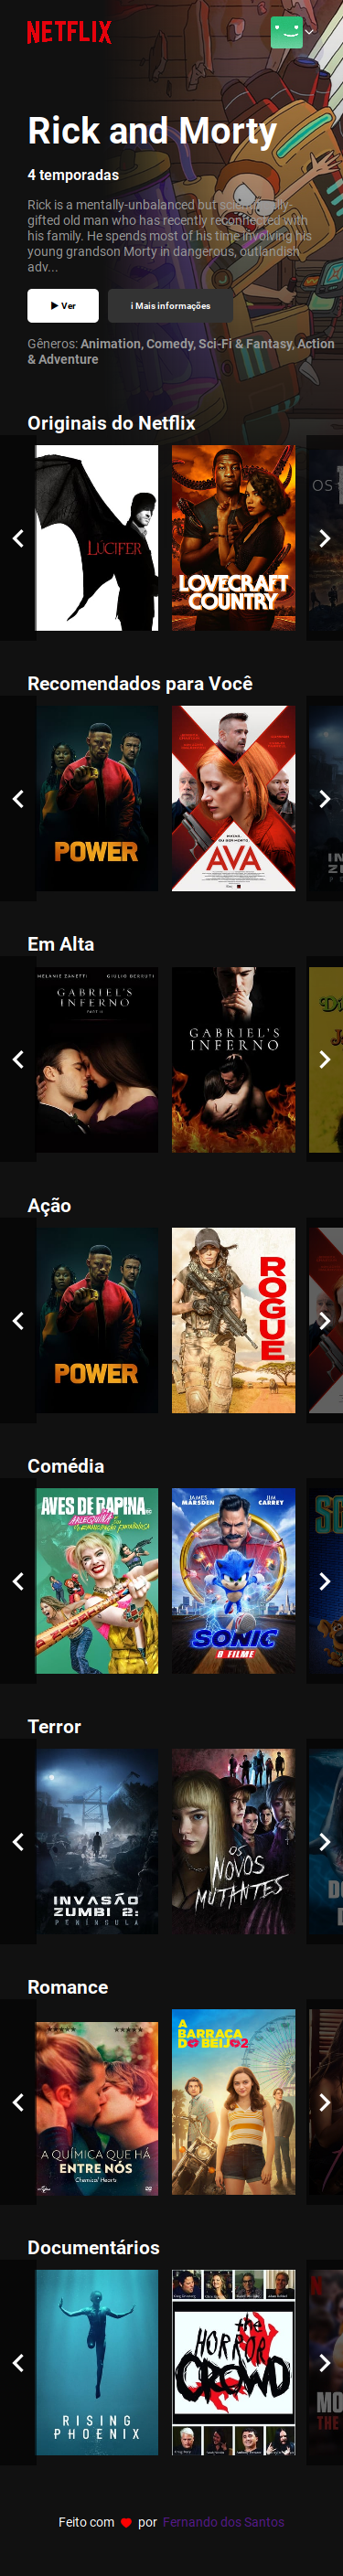 NETFLIX
Rick and Morty
4 temporadas
Rick is a mentally-unbalanced but scientifically-
gifted old man who has recently reconnected with
his family. He spends most of his time involving his
young grandson Morty in dangerous, outlandish
adv...
Ver
i Mais informações
Gêneros: Animation, Comedy, Sci-Fi & Fantasy, Action
& Adventure
Originais do Netflix
LUCIFER
LOVECRAFT
COUNTRY
OS
Recomendados para Você
POWER
AVA
Em Alta
MELANIE ZANETTI GIULIO BERRUTI
GABRIEL'S
INFERNO
GABRIEL'S
INFERNO
Ação
POWER
ROGUE
Comédia
AVES DE RAPINA
ARLEQUINA
SONIC
O FILME
JAMES
MARSDEN
JIM
CARREY
Terror
INVASÃO
ZUMBI 2:
PENÍNSULA
OS
NOVOS
MUTANTES
Romance
A QUÍMICA QUE HÁ
ENTRE NÓS
Chemical Hearts
A
BARRACA
DO BEIJO 2
Documentários
RISING
PHOENIX
the
HORROR
CROWD
MO
THE
Feito com por Fernando dos Santos